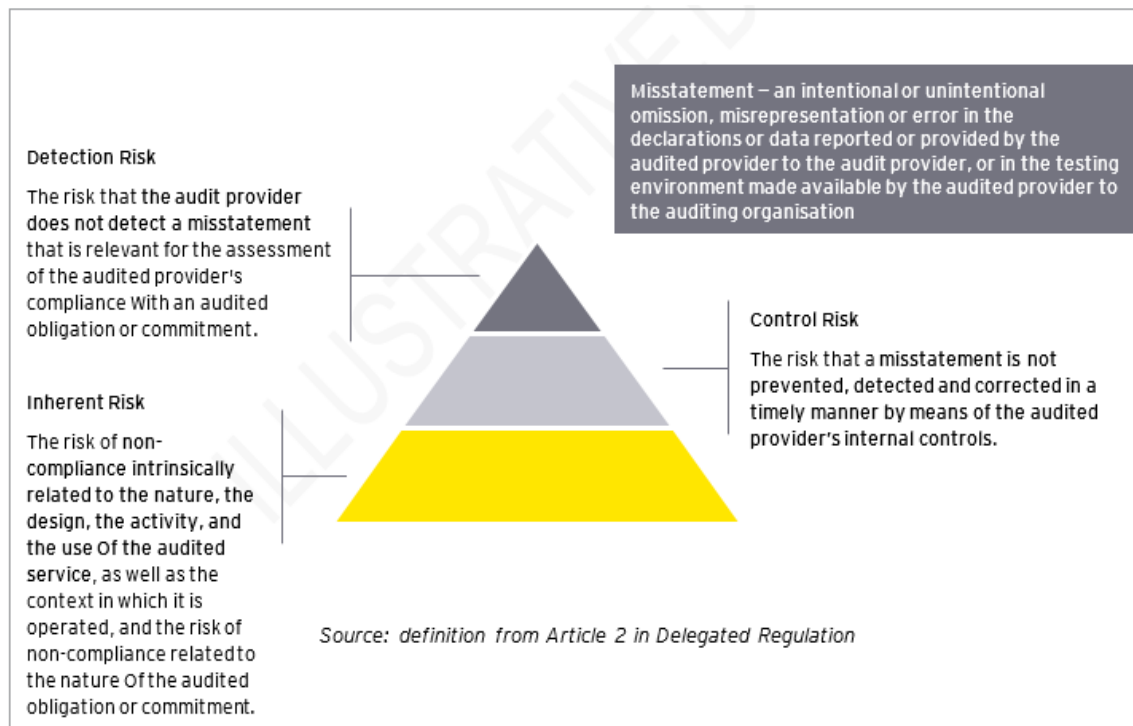 Misstatement – an intentional or unintentional
omission, misrepresentation or error in the
declarations or data reported or provided by the
audited provider to the audit provider, or in the testing
environment made available by the audited provider to
the auditing organisation
Detection Risk
The risk that the audit provider
does not detect a misstatement
that is relevant for the assessment
of the audited provider's
compliance With an audited
obligation or commitment.
Control Risk
The risk that a misstatement is not
prevented, detected and corrected in a
timely manner by means of the audited
provider's internal controls.
Inherent Risk
The risk of non-
compliance intrinsically
related to the nature, the
design, the activity, and
the use Of the audited
service, as well as the
context in which it is
operated, and the risk of
non-compliance related to
the nature Of the audited
obligation or commitment.
Source: definition from Article 2 in Delegated Regulation
ILLUSTRATIVE